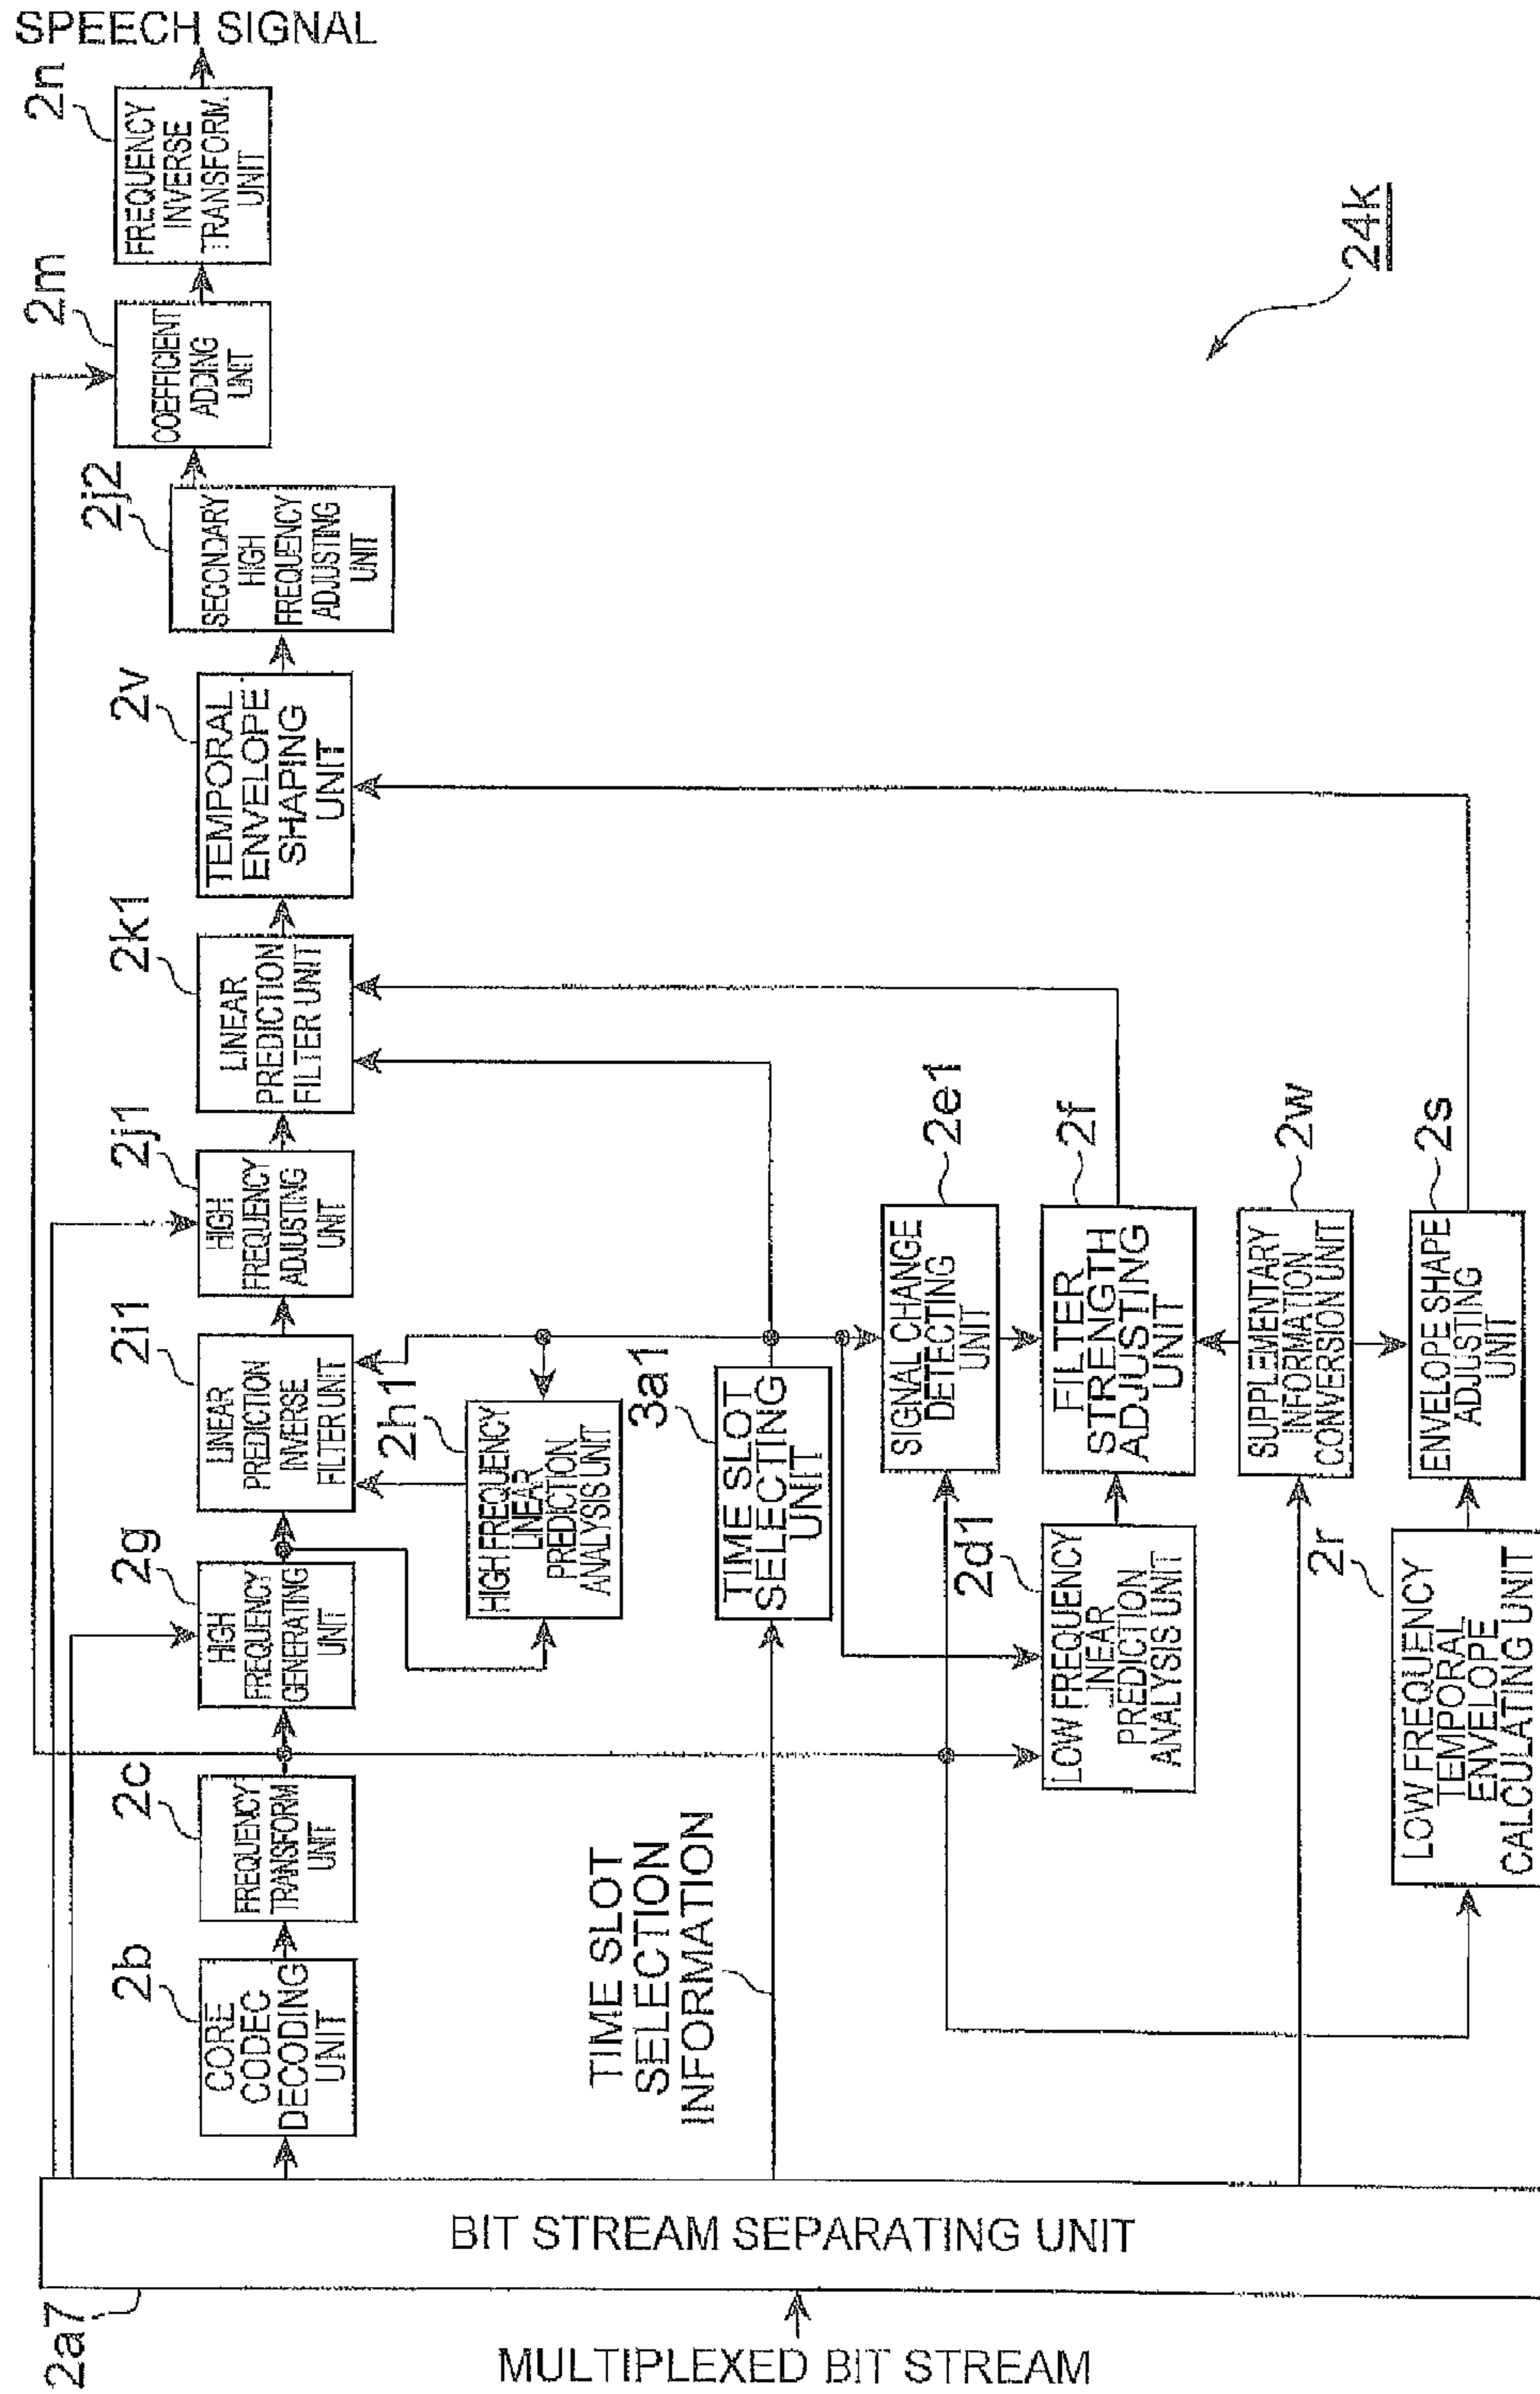 SPEECH SIGNAL
2n
FREQUENCY
INVERSE
TRANSFORM
UNIT
2m
COEFFICIENT
ADDING
UNIT
2j2
SECONDARY
HIGH
FREQUENCY
ADJUSTING
UNIT
2v
TEMPORAL
ENVELOPE
SHAPING
UNIT
2k1
LINEAR
PREDICTION
FILTER UNIT
2j1
HIGH
FREQUENCY
ADJUSTING
UNIT
2i1
LINEAR
PREDICTION
INVERSE
FILTER UNIT
2h1
HIGH FREQUENCY
LINEAR
PREDICTION
ANALYSIS UNIT
2g
HIGH
FREQUENCY
GENERATING
UNIT
2c
FREQUENCY
TRANSFORM
UNIT
2b
CORE
CODEC
DECODING
UNIT
3a1
TIME SLOT
SELECTING
UNIT
TIME SLOT
SELECTION
INFORMATION
2e1
SIGNAL CHANGE
DETECTING
UNIT
2f
FILTER
STRENGTH
ADJUSTING
UNIT
2d1
LOW FREQUENCY
LINEAR
PREDICTION
ANALYSIS UNIT
2w
SUPPLEMENTARY
INFORMATION
CONVERSION UNIT
2s
ENVELOPE SHAPE
ADJUSTING
UNIT
2r
LOW FREQUENCY
TEMPORAL
ENVELOPE
CALCULATING UNIT
24k
BIT STREAM SEPARATING UNIT
2a7
MULTIPLEXED BIT STREAM